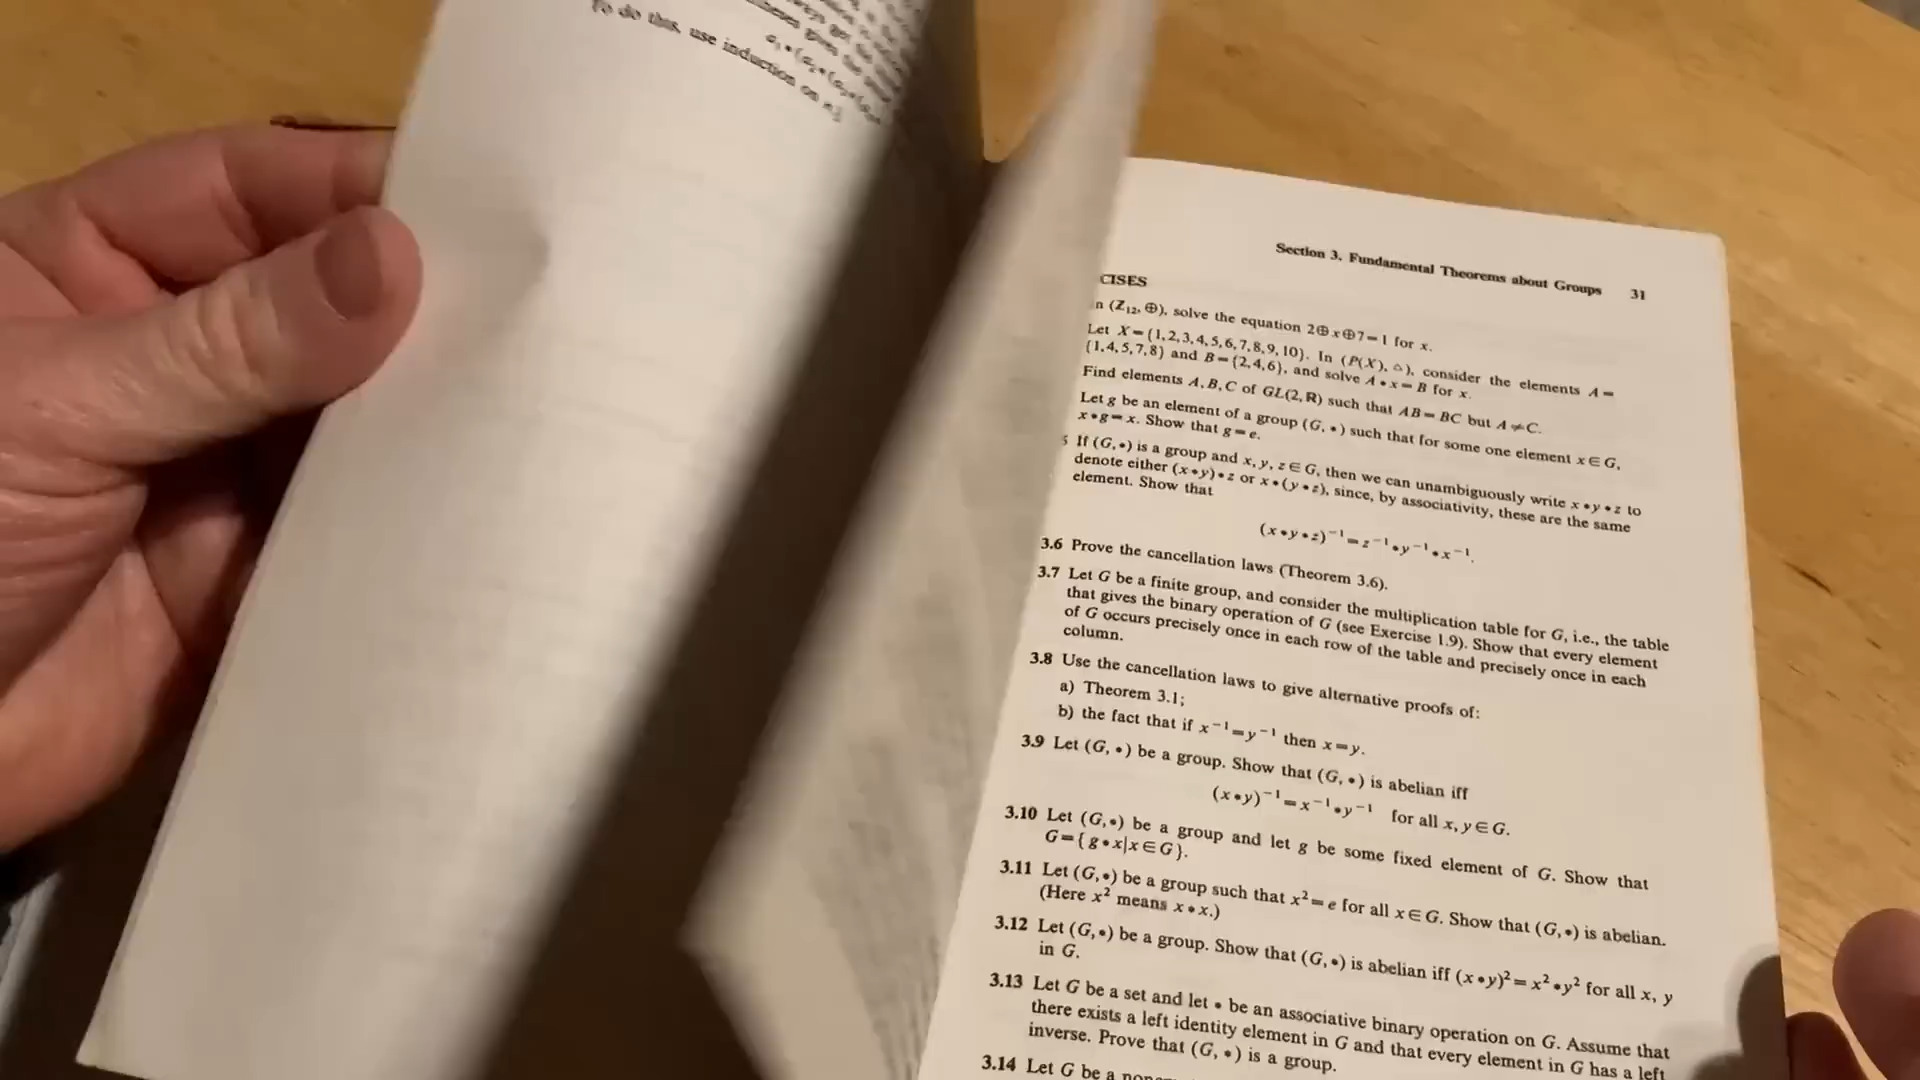 To do this, use induction on n.]
Section 3. Fundamental Theorems about Groups 31
CISES
n (Z₁₂, ⊕), solve the equation 2⊕x⊕7=1 for x.
Let X={1,2,3,4,5,6,7,8,9,10}. In (P(X), △), consider the elements A=
{1,4,5,7,8} and B={2,4,6}, and solve A•x=B for x.
Find elements A,B,C of GL(2,R) such that AB=BC but A≠C.
Let g be an element of a group (G,•) such that for some one element x∈G,
x•g=x. Show that g=e.
5 If (G,•) is a group and x, y, z∈G, then we can unambiguously write x•y•z to
denote either (x•y)•z or x•(y•z), since, by associativity, these are the same
element. Show that
(x•y•z)⁻¹=z⁻¹•y⁻¹•x⁻¹.
3.6 Prove the cancellation laws (Theorem 3.6).
3.7 Let G be a finite group, and consider the multiplication table for G, i.e., the table
that gives the binary operation of G (see Exercise 1.9). Show that every element
of G occurs precisely once in each row of the table and precisely once in each
column.
3.8 Use the cancellation laws to give alternative proofs of:
a) Theorem 3.1;
b) the fact that if x⁻¹=y⁻¹ then x=y.
3.9 Let (G, •) be a group. Show that (G, •) is abelian iff
(x•y)⁻¹=x⁻¹•y⁻¹ for all x, y∈G.
3.10 Let (G,•) be a group and let g be some fixed element of G. Show that
G={g•x|x∈G}.
3.11 Let (G,•) be a group such that x²=e for all x∈G. Show that (G,•) is abelian.
(Here x² means x•x.)
3.12 Let (G,•) be a group. Show that (G,•) is abelian iff (x•y)²=x²•y² for all x, y
in G.
3.13 Let G be a set and let • be an associative binary operation on G. Assume that
there exists a left identity element in G and that every element in G has a left
inverse. Prove that (G, •) is a group.
3.14 Let G be a